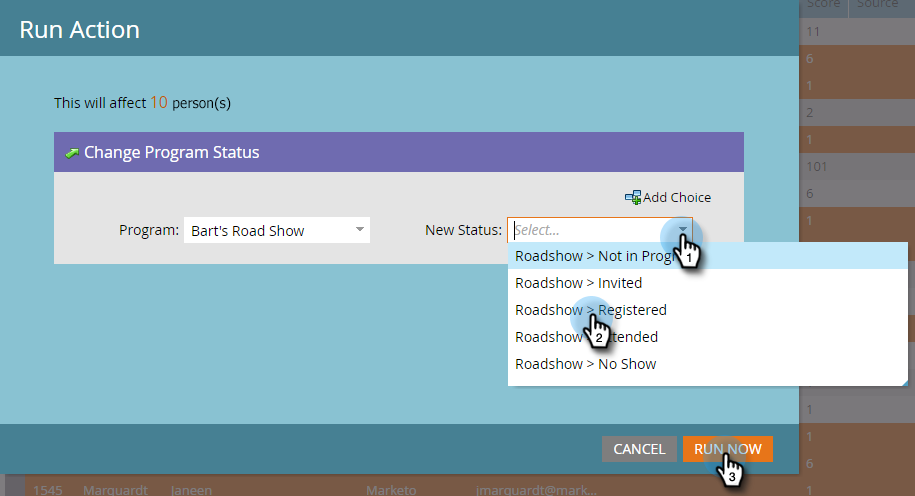 Score Source
Run Action
11
6
1
This will affect 10 person(s)
2
1
Change Program Status
101
Add Choice
6
Program: Bart's Road Show
New Status: Select...
1
1
Roadshow > Not in Prog
Roadshow > Invited
Roadshow > Registered
2
Roadshow > tended
Roadshow > No Show
1
1
CANCEL
RUN NOW
3
6
1545 Marquardt Janeen Marketo jmarquardt@mark...
1